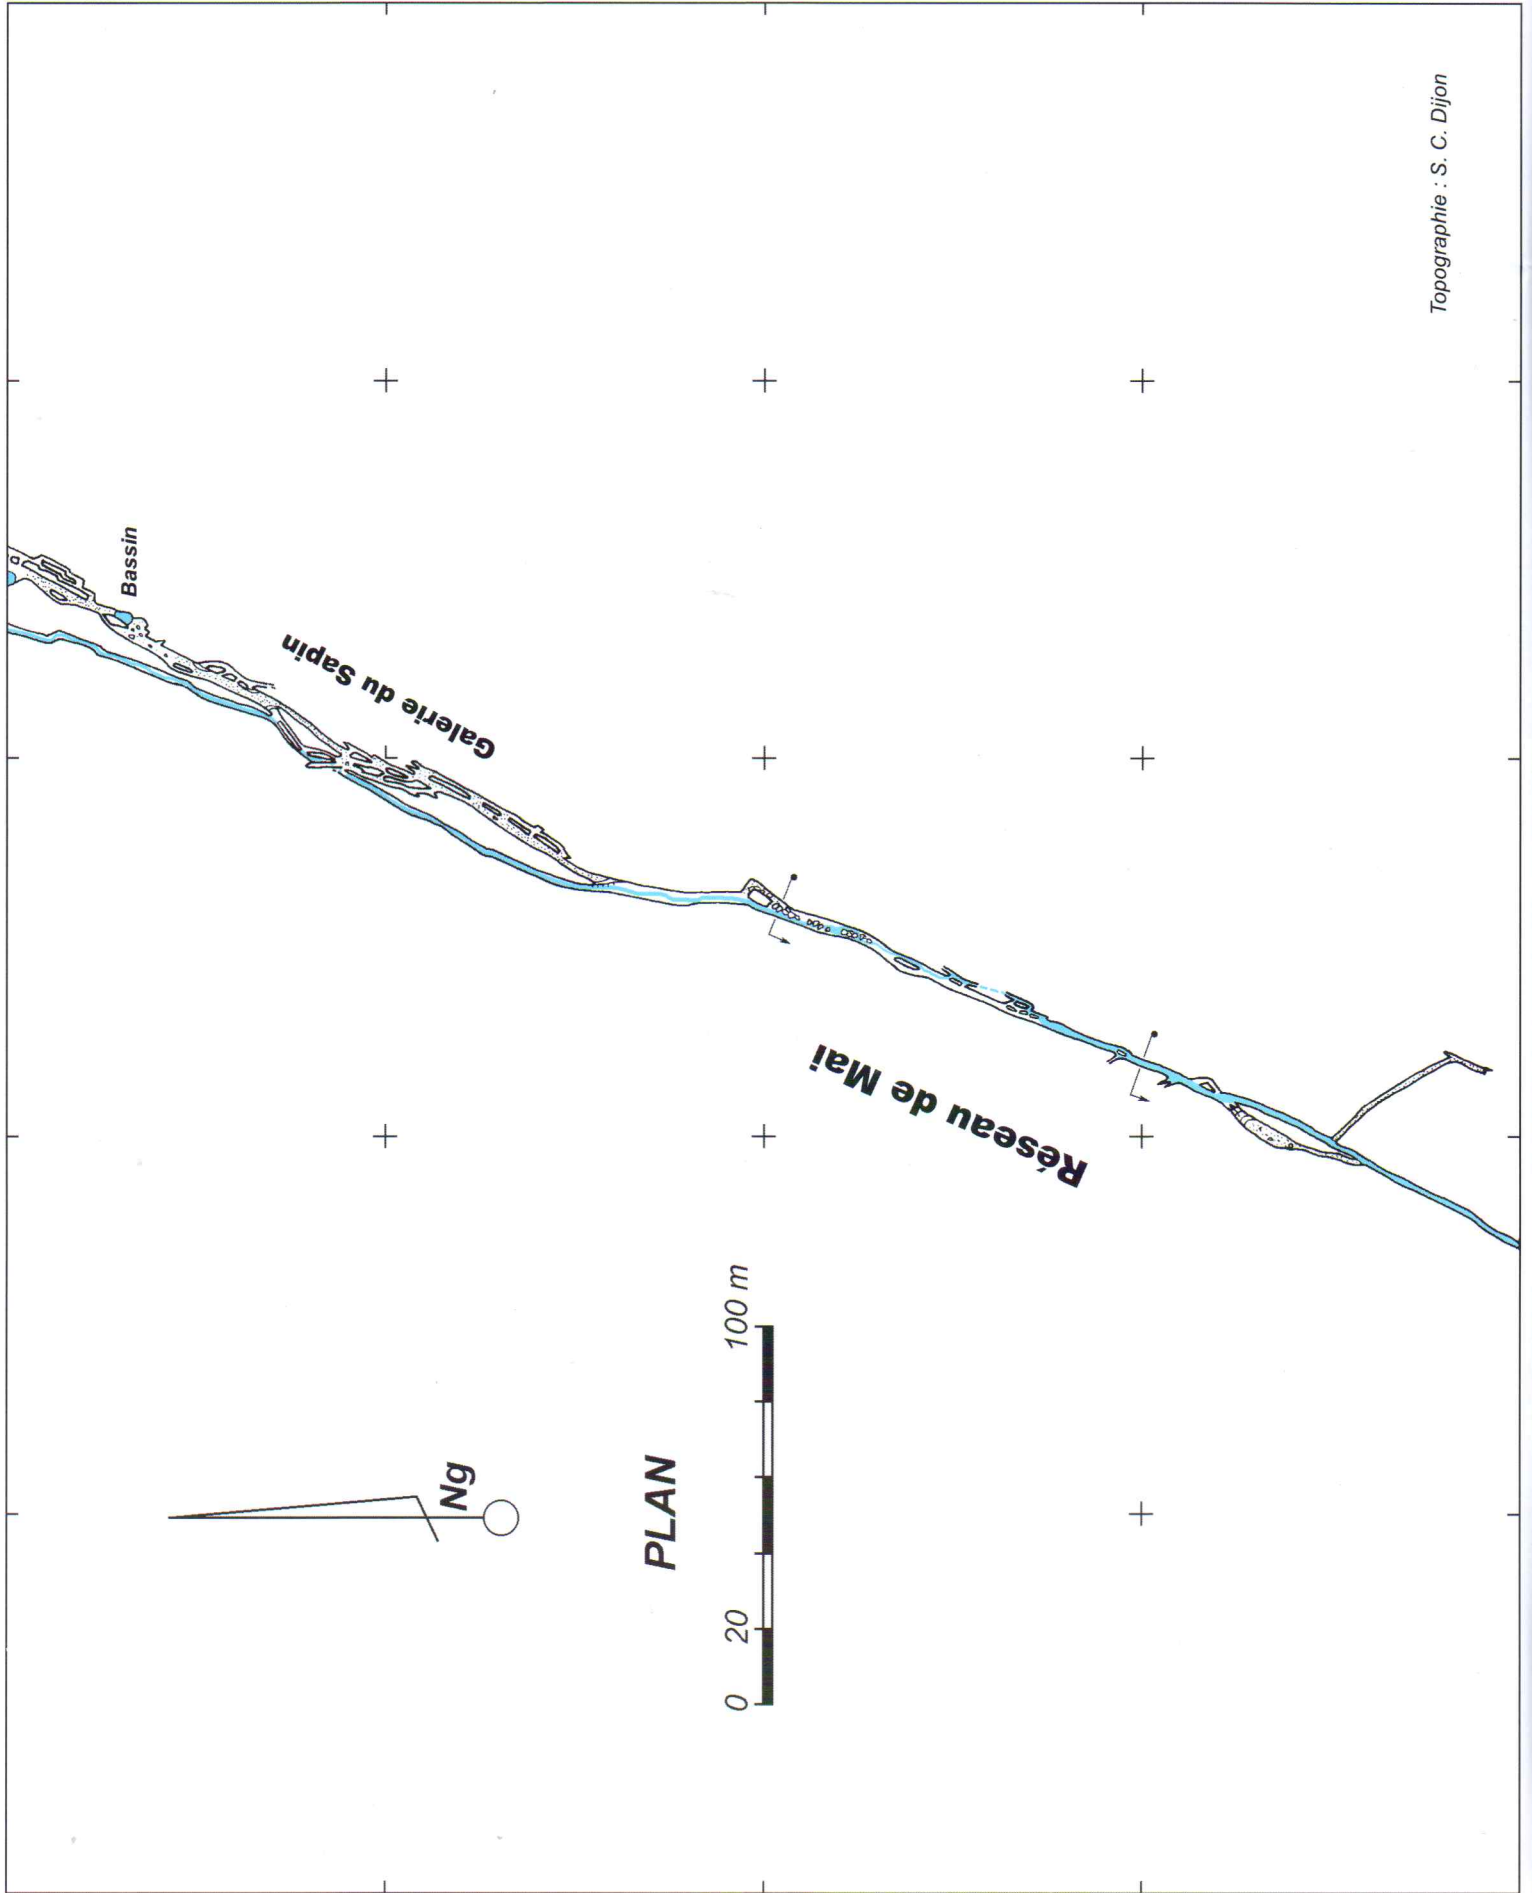 Bassin
Galerie du Sapin
Réseau de Mai
Ng
PLAN
0 20 100 m
Topographie : S. C. Dijon